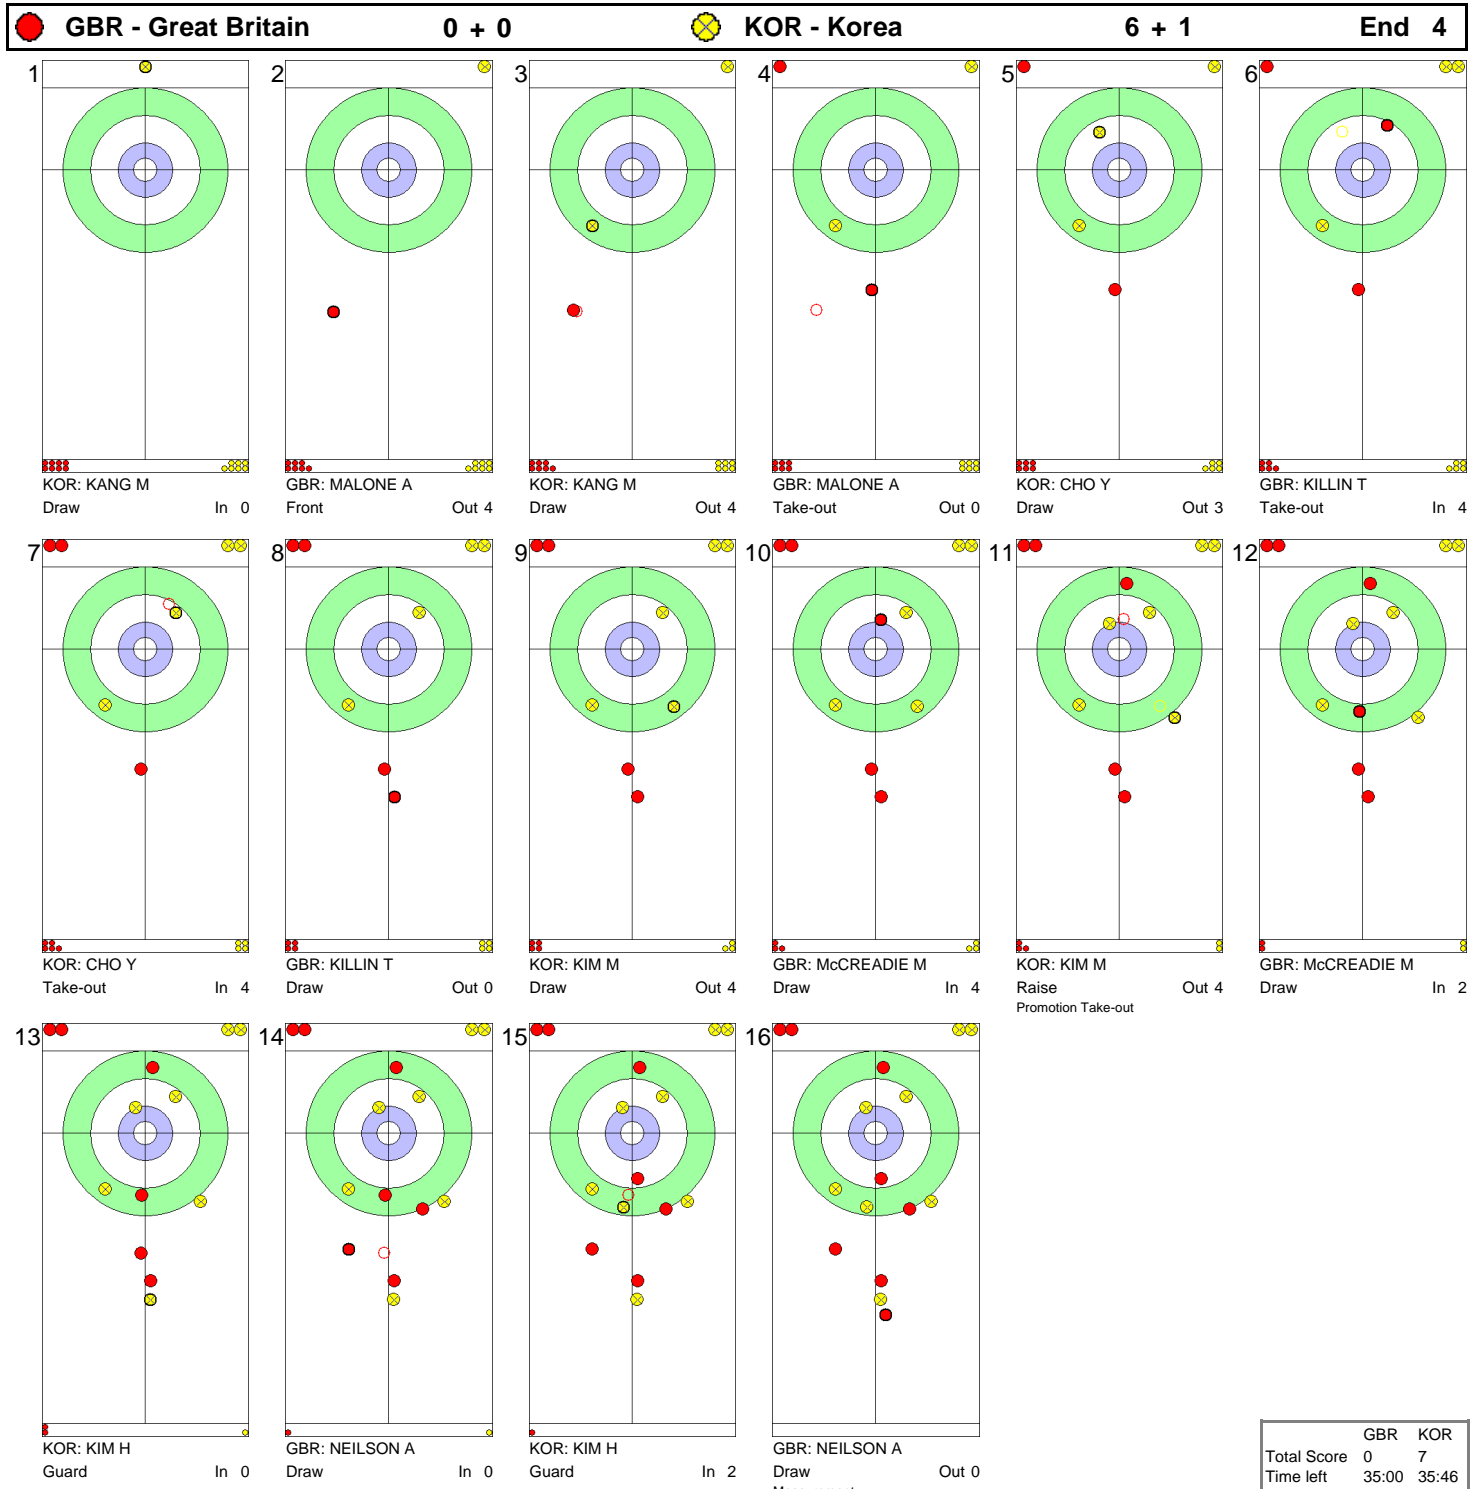 GBR - Great Britain 0 + 0 KOR - Korea 6 + 1 End 4
1 2 3 4 5 6
KOR: KANG M GBR: MALONE A KOR: KANG M GBR: MALONE A KOR: CHO Y GBR: KILLIN T
Draw In 0 Front Out 4 Draw Out 4 Take-out Out 0 Draw Out 3 Take-out In 4
7 8 9 10 11 12
KOR: CHO Y GBR: KILLIN T KOR: KIM M GBR: McCREADIE M KOR: KIM M GBR: McCREADIE M
Take-out In 4 Draw Out 0 Draw Out 4 Draw In 4 Raise Out 4 Draw In 2
Promotion Take-out
13 14 15 16
KOR: KIM H GBR: NEILSON A KOR: KIM H GBR: NEILSON A
Guard In 0 Draw In 0 Guard In 2 Draw Out 0
GBR KOR
Total Score 0 7
Time left 35:00 35:46